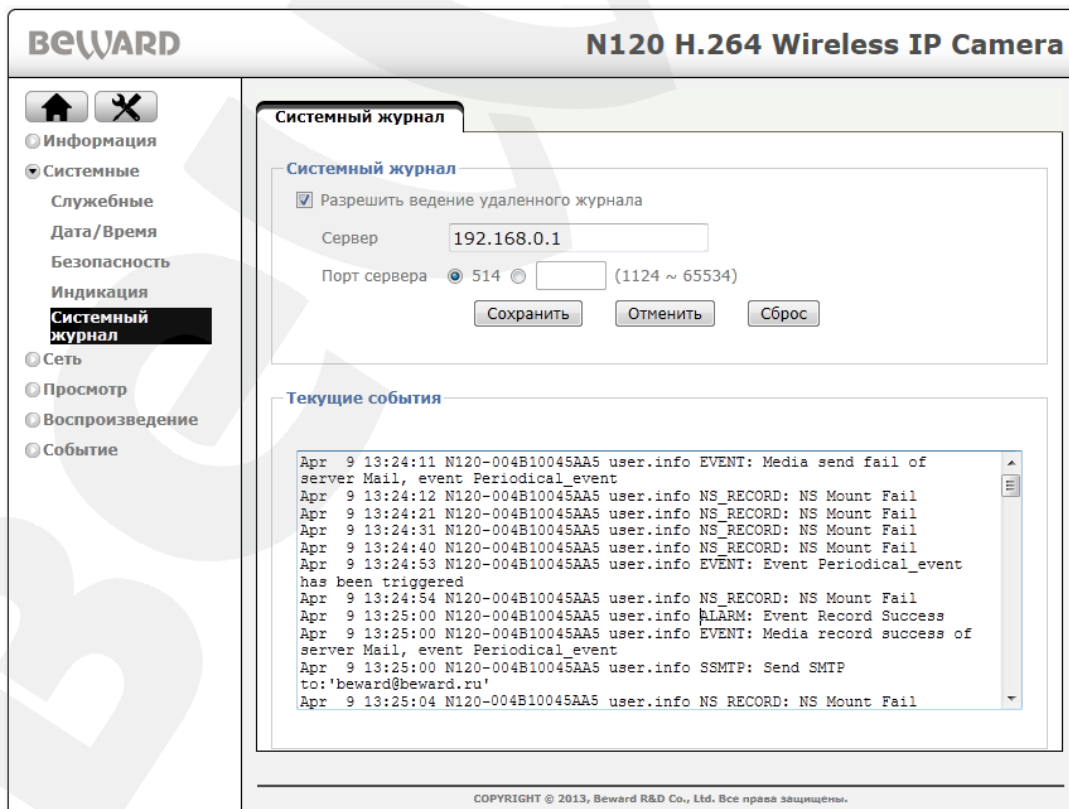 BEWARD
N120 H.264 Wireless IP Camera
Информация
Системные
Служебные
Дата/Время
Безопасность
Индикация
Системный
журнал
Сеть
Просмотр
Воспроизведение
Событие
Системный журнал
Системный журнал
Разрешить ведение удаленного журнала
Сервер 192.168.0.1
Порт сервера 514 (1124 ~ 65534)
Сохранить Отменить Сброс
Текущие события
Apr 9 13:24:11 N120-004B10045AA5 user.info EVENT: Media send fail of
server Mail, event Periodical_event
Apr 9 13:24:12 N120-004B10045AA5 user.info NS_RECORD: NS Mount Fail
Apr 9 13:24:21 N120-004B10045AA5 user.info NS_RECORD: NS Mount Fail
Apr 9 13:24:31 N120-004B10045AA5 user.info NS_RECORD: NS Mount Fail
Apr 9 13:24:40 N120-004B10045AA5 user.info NS_RECORD: NS Mount Fail
Apr 9 13:24:53 N120-004B10045AA5 user.info EVENT: Event Periodical_event
has been triggered
Apr 9 13:24:54 N120-004B10045AA5 user.info NS_RECORD: NS Mount Fail
Apr 9 13:25:00 N120-004B10045AA5 user.info ALARM: Event Record Success
Apr 9 13:25:00 N120-004B10045AA5 user.info EVENT: Media record success of
server Mail, event Periodical_event
Apr 9 13:25:00 N120-004B10045AA5 user.info SSMTP: Send SMTP
to:'beward@beward.ru'
Apr 9 13:25:04 N120-004B10045AA5 user.info NS_RECORD: NS Mount Fail
COPYRIGHT © 2013, Beward R&D Co., Ltd. Все права защищены.